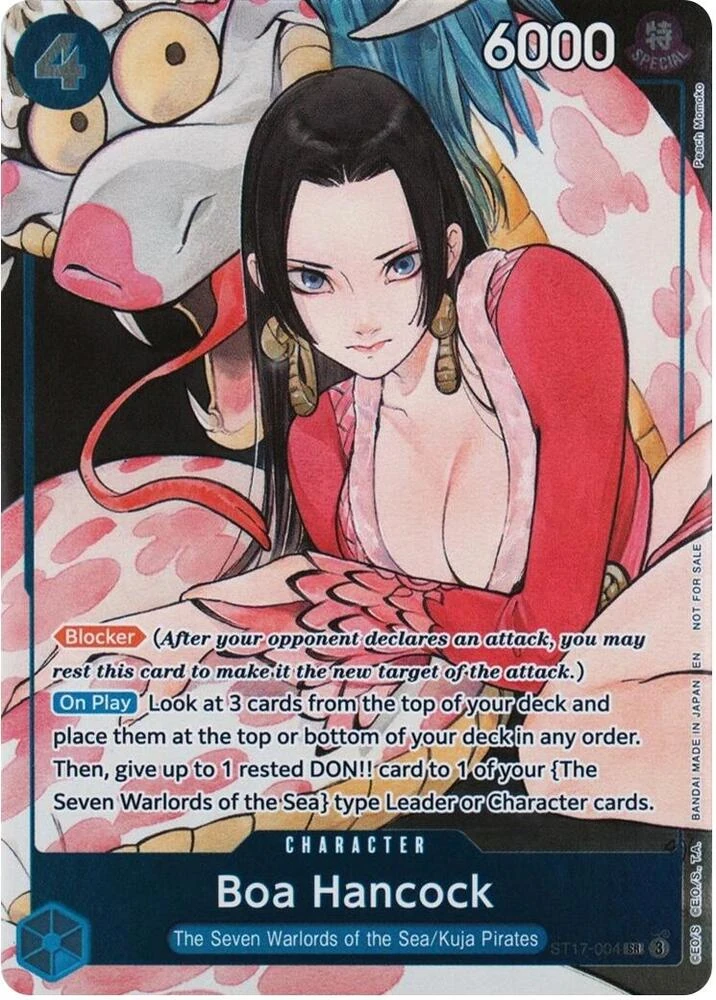 4
6000
特
SPECIAL
Peach Momoko
Blocker (After your opponent declares an attack, you may
rest this card to make it the new target of the attack.)
On Play Look at 3 cards from the top of your deck and
place them at the top or bottom of your deck in any order.
Then, give up to 1 rested DON!! card to 1 of your {The
Seven Warlords of the Sea} type Leader or Character cards.
BANDAI MADE IN JAPAN EN NOT FOR SALE
©E.O/S ©E.O./S., T.A.
CHARACTER
Boa Hancock
The Seven Warlords of the Sea/Kuja Pirates
ST17-004 SR 3